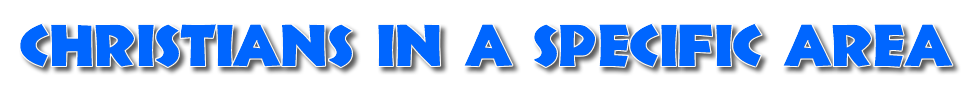 CHRISTIANS IN A SPECIFIC AREA